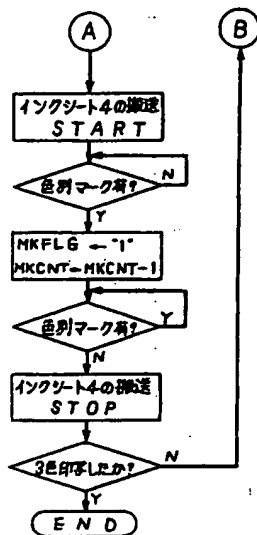 A
B
インクシート4の搬送
START
色別マーク有?
N
Y
MKFLG ← "1"
MKCNT←MKCNT-1
色別マーク有?
Y
N
インクシート4の搬送
STOP
3色印写したか?
N
Y
END